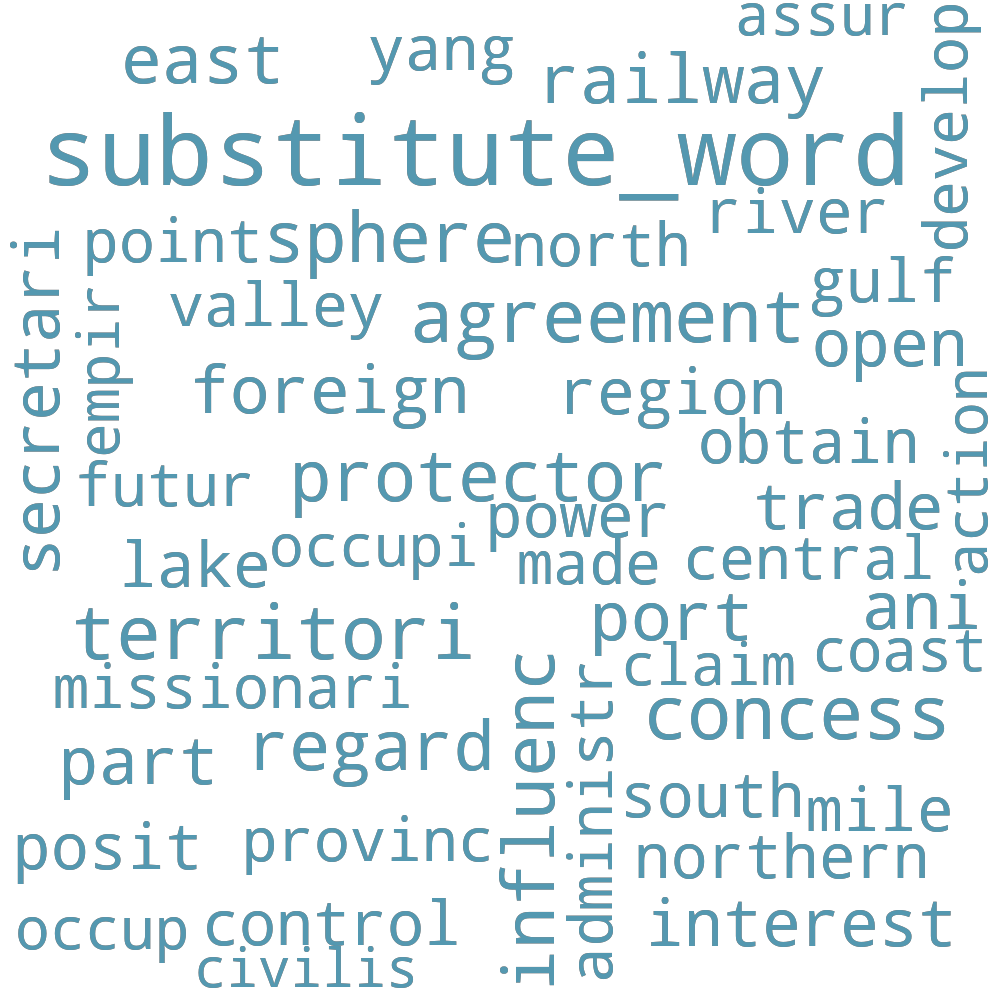 assur
east
yang
railway
develop
substitute_word
river
point
sphere
north
secretari
empir
valley
agreement
gulf
open
foreign
region
action
obtain
futur
protector
power
trade
lake
occupi
made
central
territori
port
ani
claim
coast
missionari
influenc
administr
concess
part
regard
south
mile
posit
provinc
northern
occup
control
interest
civilis